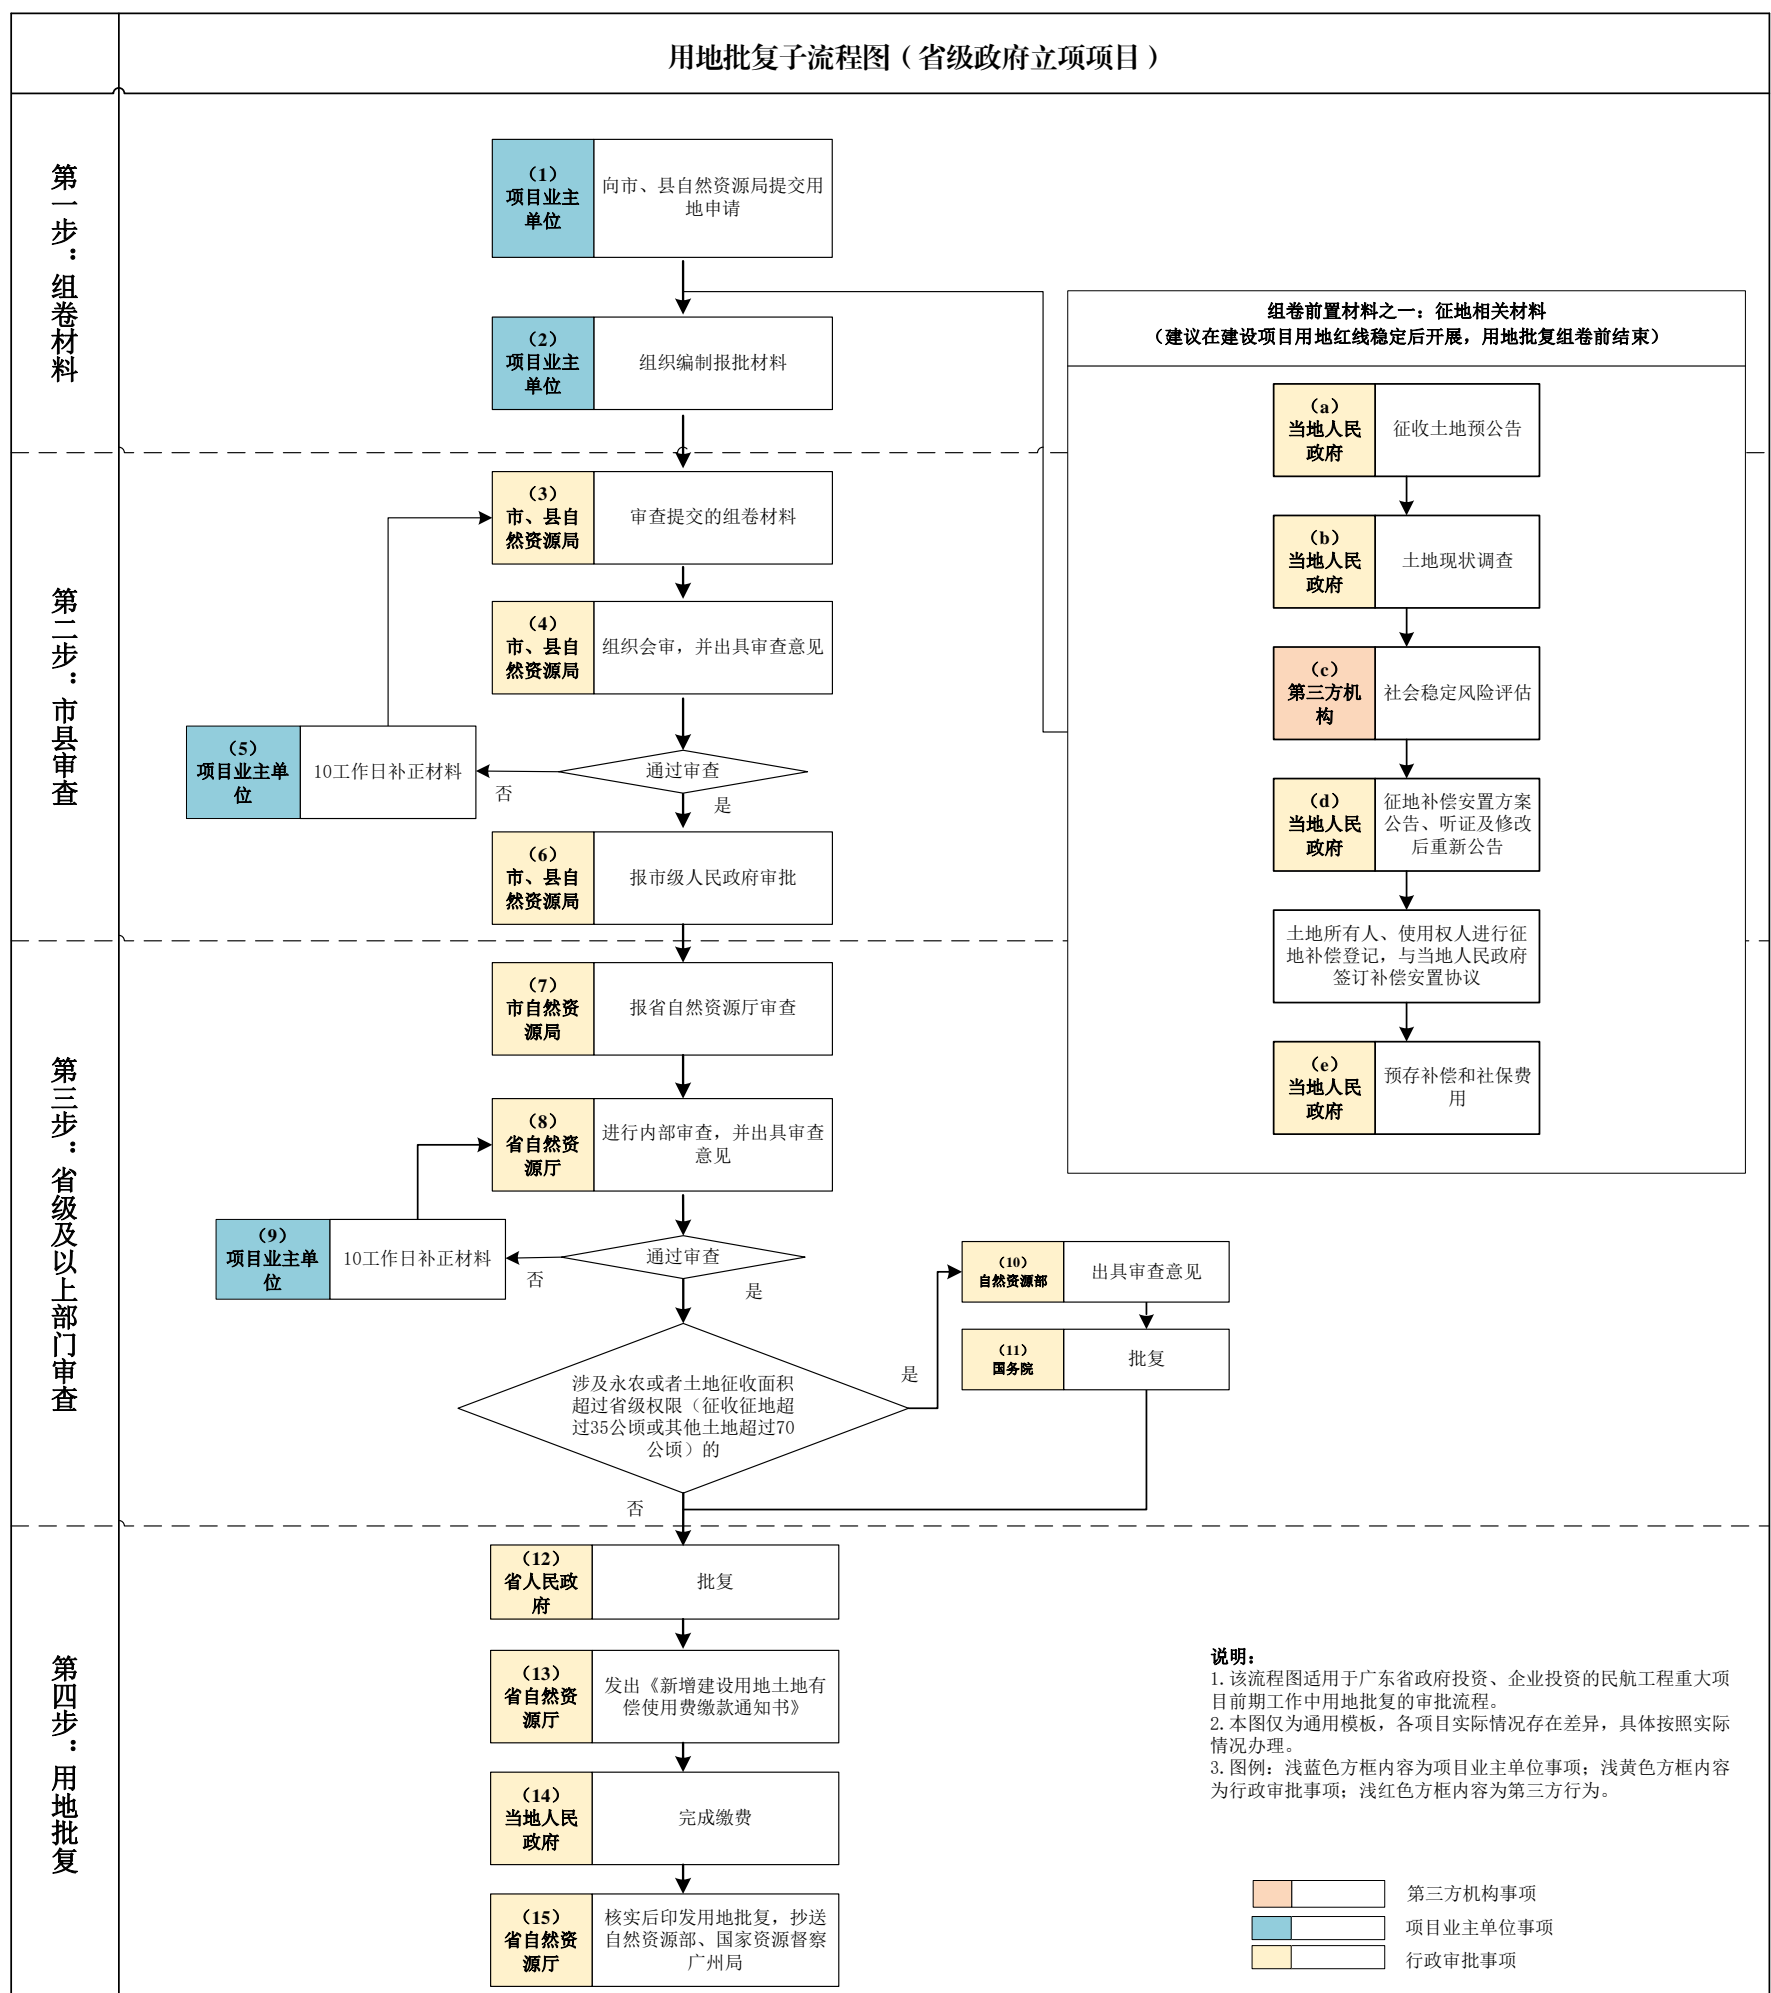 用地批复子流程图（省级政府立项项目）
第一步：组卷材料
（1）
项目业主
单位
向市、县自然资源局提交用
地申请
（2）
项目业主
单位
组织编制报批材料
组卷前置材料之一：征地相关材料
（建议在建设项目用地红线稳定后开展，用地批复组卷前结束）
（a）
当地人民
政府
征收土地预公告
（b）
当地人民
政府
土地现状调查
（c）
第三方机
构
社会稳定风险评估
（d）
当地人民
政府
征地补偿安置方案
公告、听证及修改
后重新公告
土地所有人、使用权人进行征
地补偿登记，与当地人民政府
签订补偿安置协议
（e）
当地人民
政府
预存补偿和社保费
用
第二步：市县审查
（3）
市、县自
然资源局
审查提交的组卷材料
（4）
市、县自
然资源局
组织会审，并出具审查意见
通过审查
否
是
（5）
项目业主单
位
10工作日补正材料
（6）
市、县自
然资源局
报市级人民政府审批
第三步：省级及以上部门审查
（7）
市自然资
源局
报省自然资源厅审查
（8）
省自然资
源厅
进行内部审查，并出具审查
意见
通过审查
否
是
（9）
项目业主单
位
10工作日补正材料
涉及永农或者土地征收面积
超过省级权限（征收征地超
过35公顷或其他土地超过70
公顷）的
是
否
（10）
自然资源部
出具审查意见
（11）
国务院
批复
第四步：用地批复
（12）
省人民政
府
批复
（13）
省自然资
源厅
发出《新增建设用地土地有
偿使用费缴款通知书》
（14）
当地人民
政府
完成缴费
（15）
省自然资
源厅
核实后印发用地批复，抄送
自然资源部、国家资源督察
广州局
说明：
1.该流程图适用于广东省政府投资、企业投资的民航工程重大项
目前期工作中用地批复的审批流程。
2.本图仅为通用模板，各项目实际情况存在差异，具体按照实际
情况办理。
3.图例：浅蓝色方框内容为项目业主单位事项；浅黄色方框内容
为行政审批事项；浅红色方框内容为第三方行为。
第三方机构事项
项目业主单位事项
行政审批事项